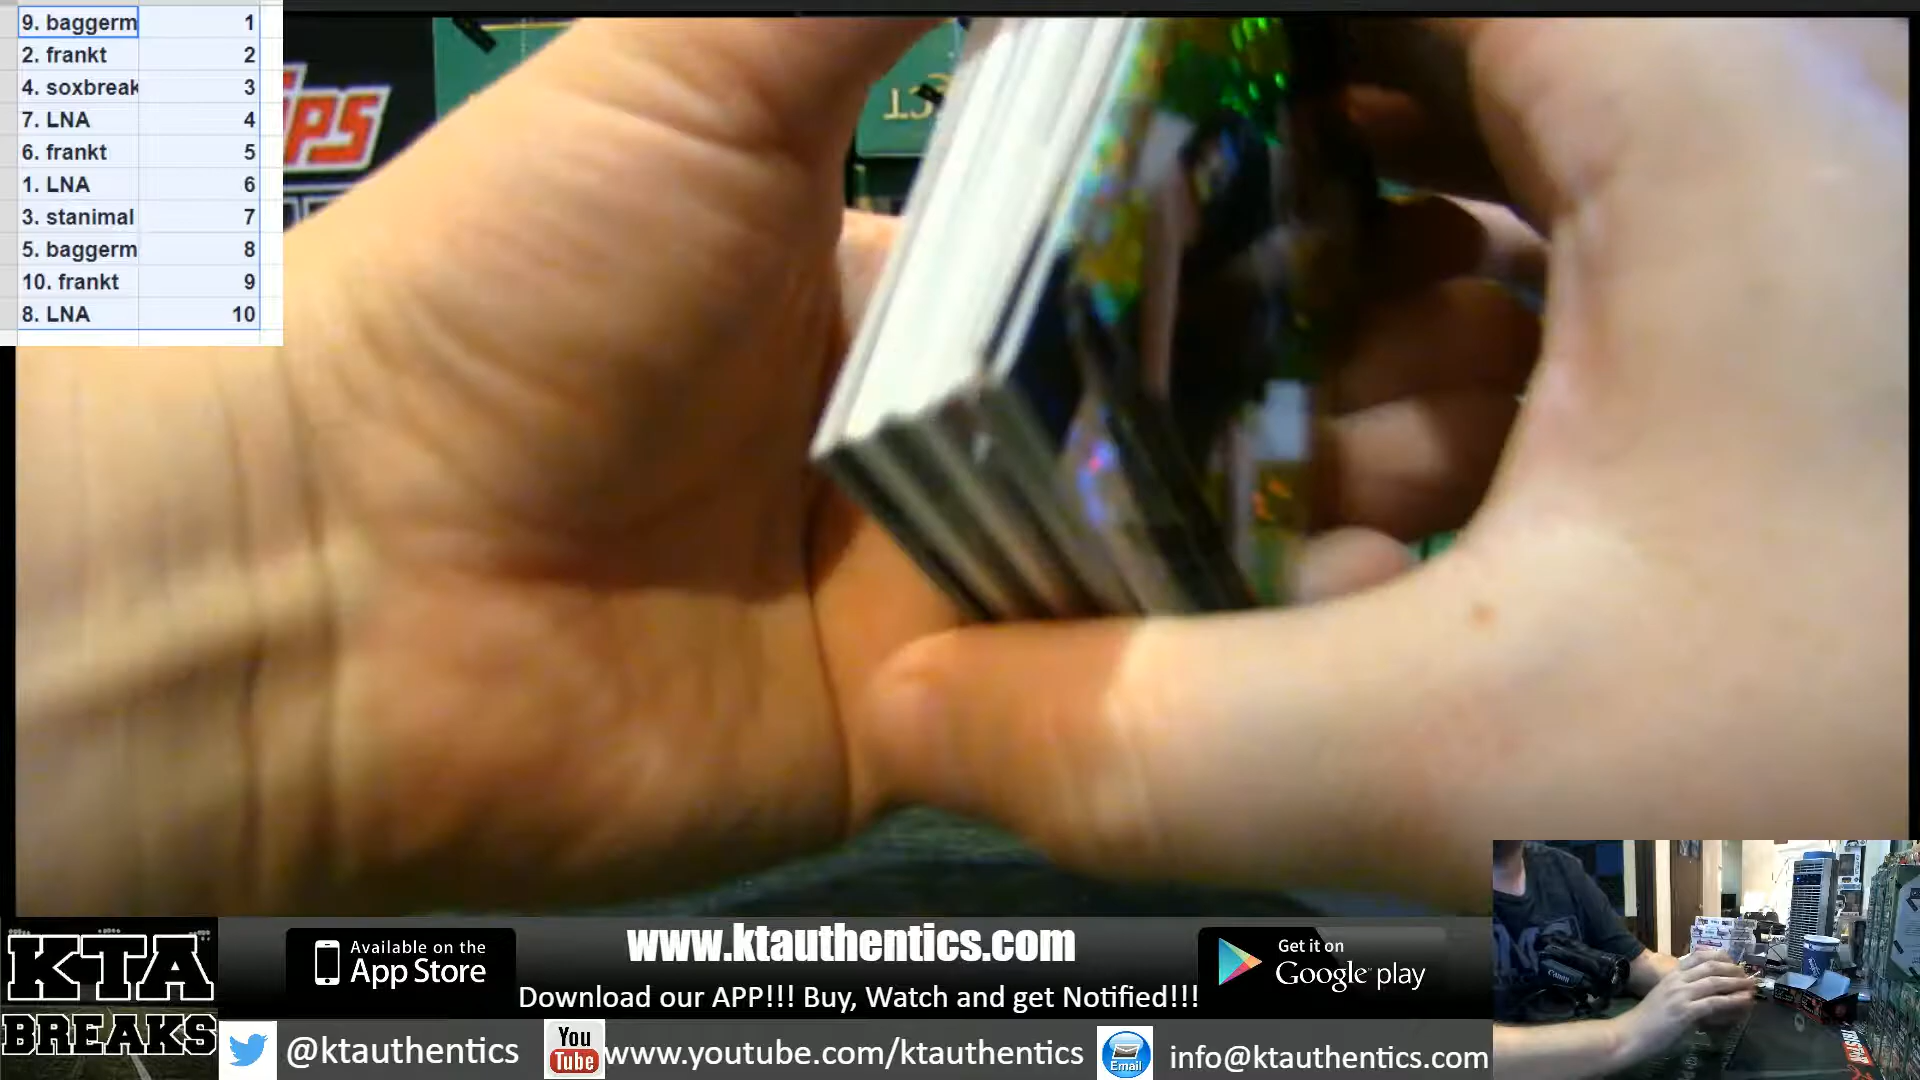 9. baggerm 1
2. frankt 2
4. soxbreak 3
7. LNA 4
6. frankt 5
1. LNA 6
3. stanimal 7
5. baggerm 8
10. frankt 9
8. LNA 10
KTA
BREAKS
Available on the
App Store
www.ktauthentics.com
Download our APP!!! Buy, Watch and get Notified!!!
Get it on
Google play
@ktauthentics
You
Tube
www.youtube.com/ktauthentics
Email
info@ktauthentics.com
Canon